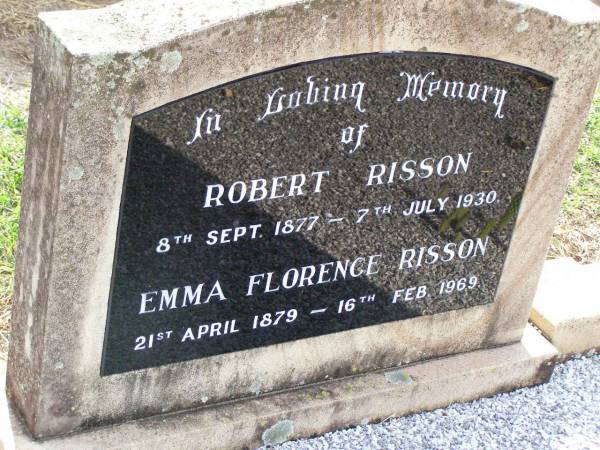 In Loving Memory
of
ROBERT RISSON
8TH SEPT. 1877 — 7TH JULY 1930.
EMMA FLORENCE RISSON
21ST APRIL 1879 — 16TH FEB 1969.